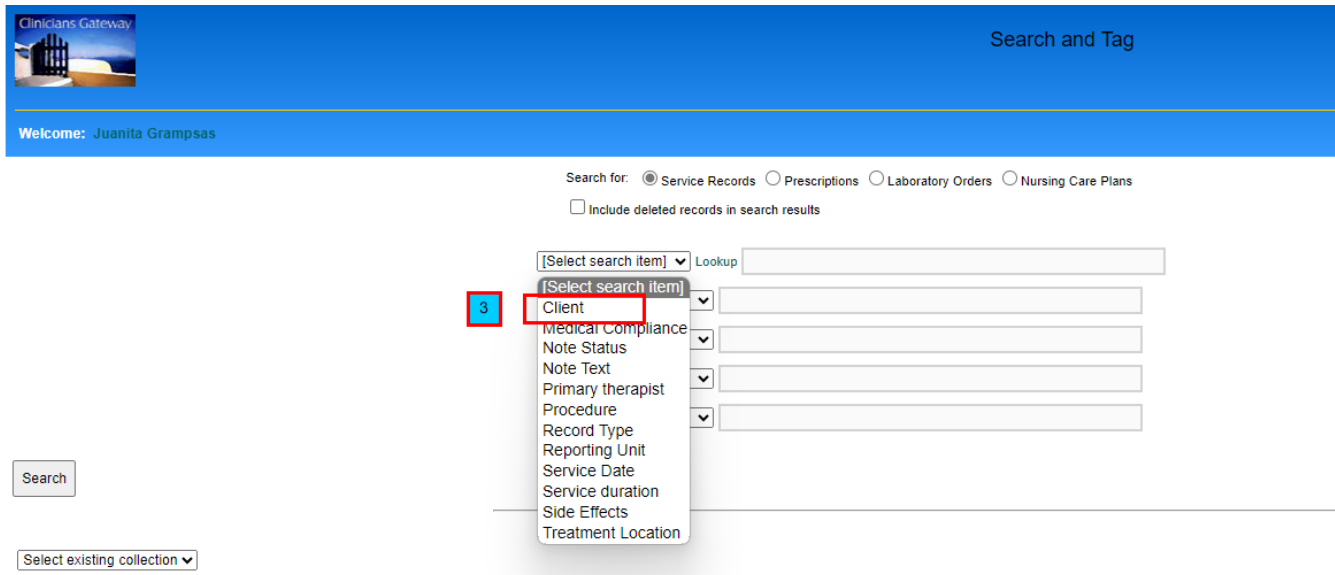 Clinicians Gateway
Search and Tag
Welcome: Juanita Grampsas
Search for: Service Records Prescriptions Laboratory Orders Nursing Care Plans
Include deleted records in search results
[Select search item] Lookup
[Select search item]
3 Client
Medical Compliance
Note Status
Note Text
Primary therapist
Procedure
Record Type
Reporting Unit
Service Date
Search
Service duration
Side Effects
Treatment Location
Select existing collection